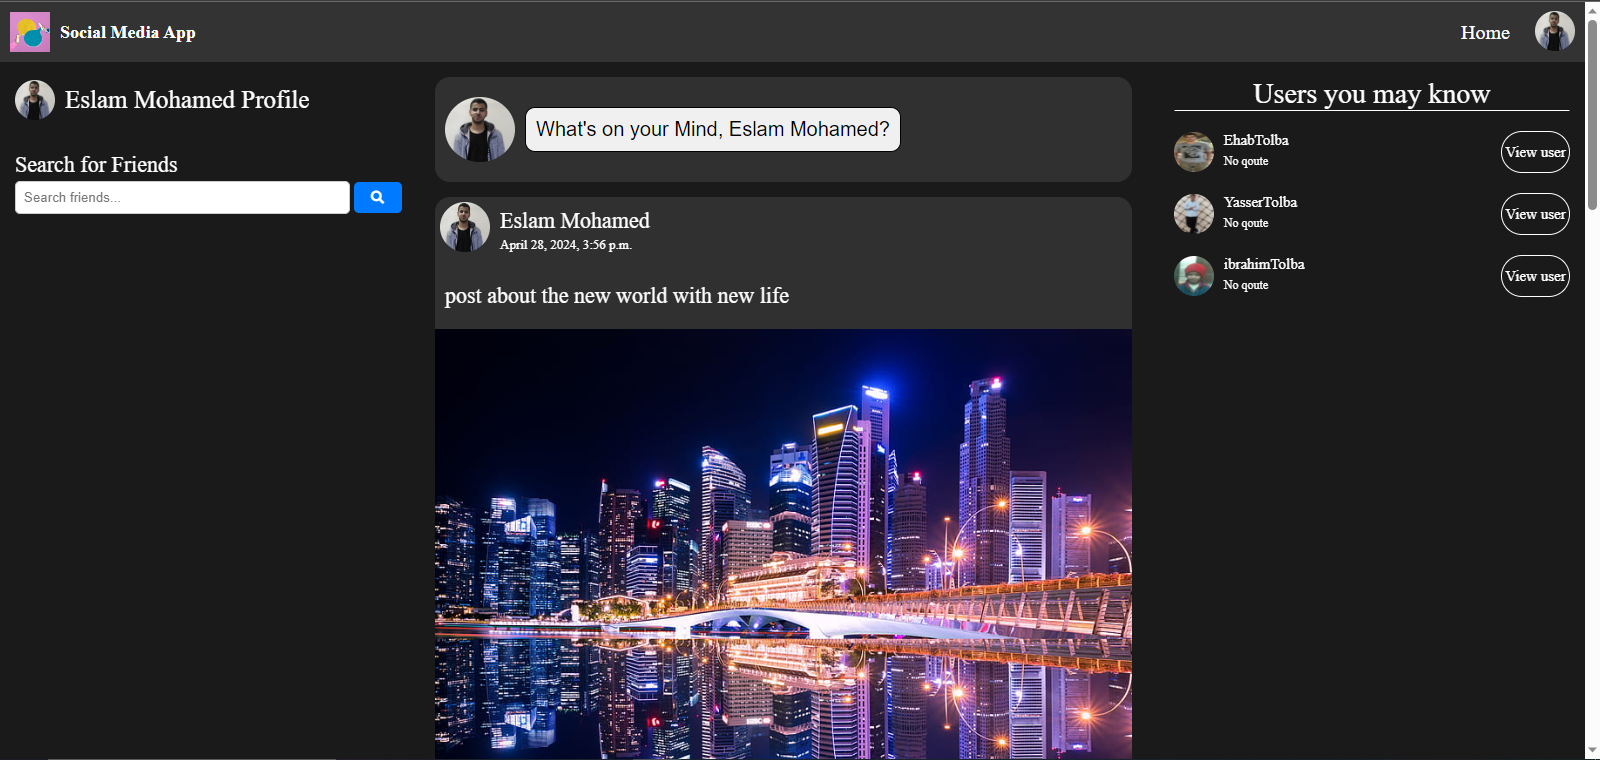 Social Media App
Home
Eslam Mohamed Profile
Search for Friends
Search friends...
What's on your Mind, Eslam Mohamed?
Eslam Mohamed
April 28, 2024, 3:56 p.m.
post about the new world with new life
Users you may know
EhabTolba
No qoute
View user
YasserTolba
No qoute
View user
ibrahimTolba
No qoute
View user